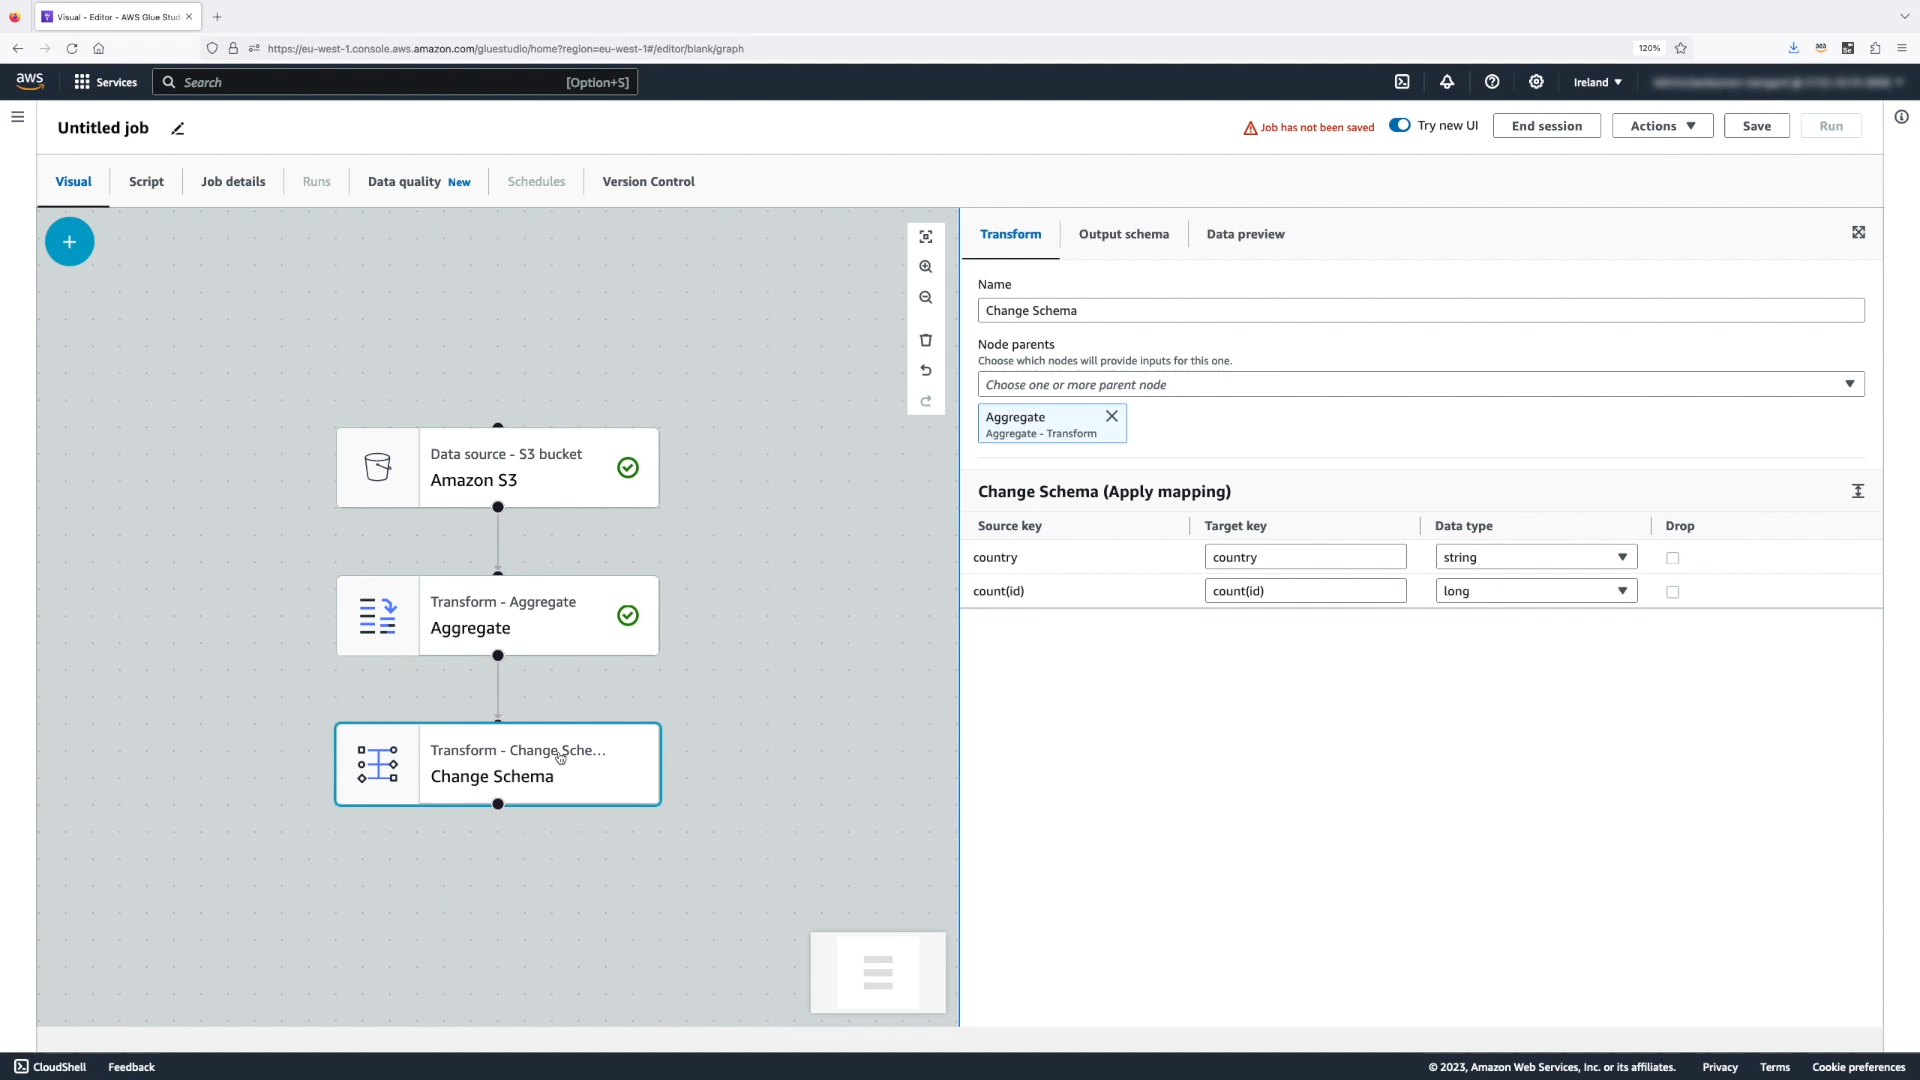 Visual - Editor - AWS Glue Stud
https://eu-west-1.console.aws.amazon.com/gluestudio/home?region=eu-west-1#/editor/blank/graph
120%
aws
Services
Search
[Option+S]
Ireland
Untitled job
Job has not been saved
Try new UI
End session
Actions
Save
Run
Visual
Script
Job details
Runs
Data quality New
Schedules
Version Control
Transform
Output schema
Data preview
Name
Change Schema
Node parents
Choose which nodes will provide inputs for this one.
Choose one or more parent node
Aggregate
Aggregate - Transform
Data source - S3 bucket
Amazon S3
Transform - Aggregate
Aggregate
Transform - Change Sche...
Change Schema
Change Schema (Apply mapping)
Source key
Target key
Data type
Drop
country
country
string
count(id)
count(id)
long
CloudShell
Feedback
© 2023, Amazon Web Services, Inc. or its affiliates.
Privacy
Terms
Cookie preferences